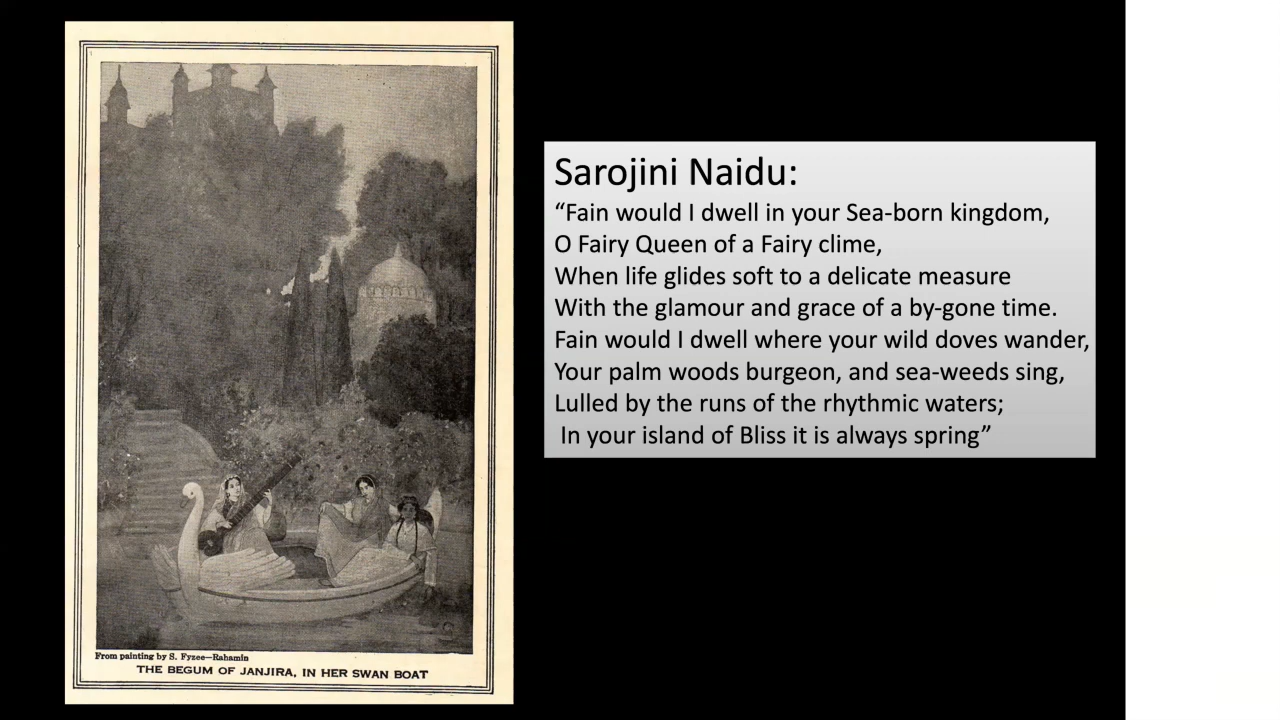 From painting by S. Fyzee—Rahamin
THE BEGUM OF JANJIRA, IN HER SWAN BOAT
Sarojini Naidu:
“Fain would I dwell in your Sea-born kingdom,
O Fairy Queen of a Fairy clime,
When life glides soft to a delicate measure
With the glamour and grace of a by-gone time.
Fain would I dwell where your wild doves wander,
Your palm woods burgeon, and sea-weeds sing,
Lulled by the runs of the rhythmic waters;
In your island of Bliss it is always spring”